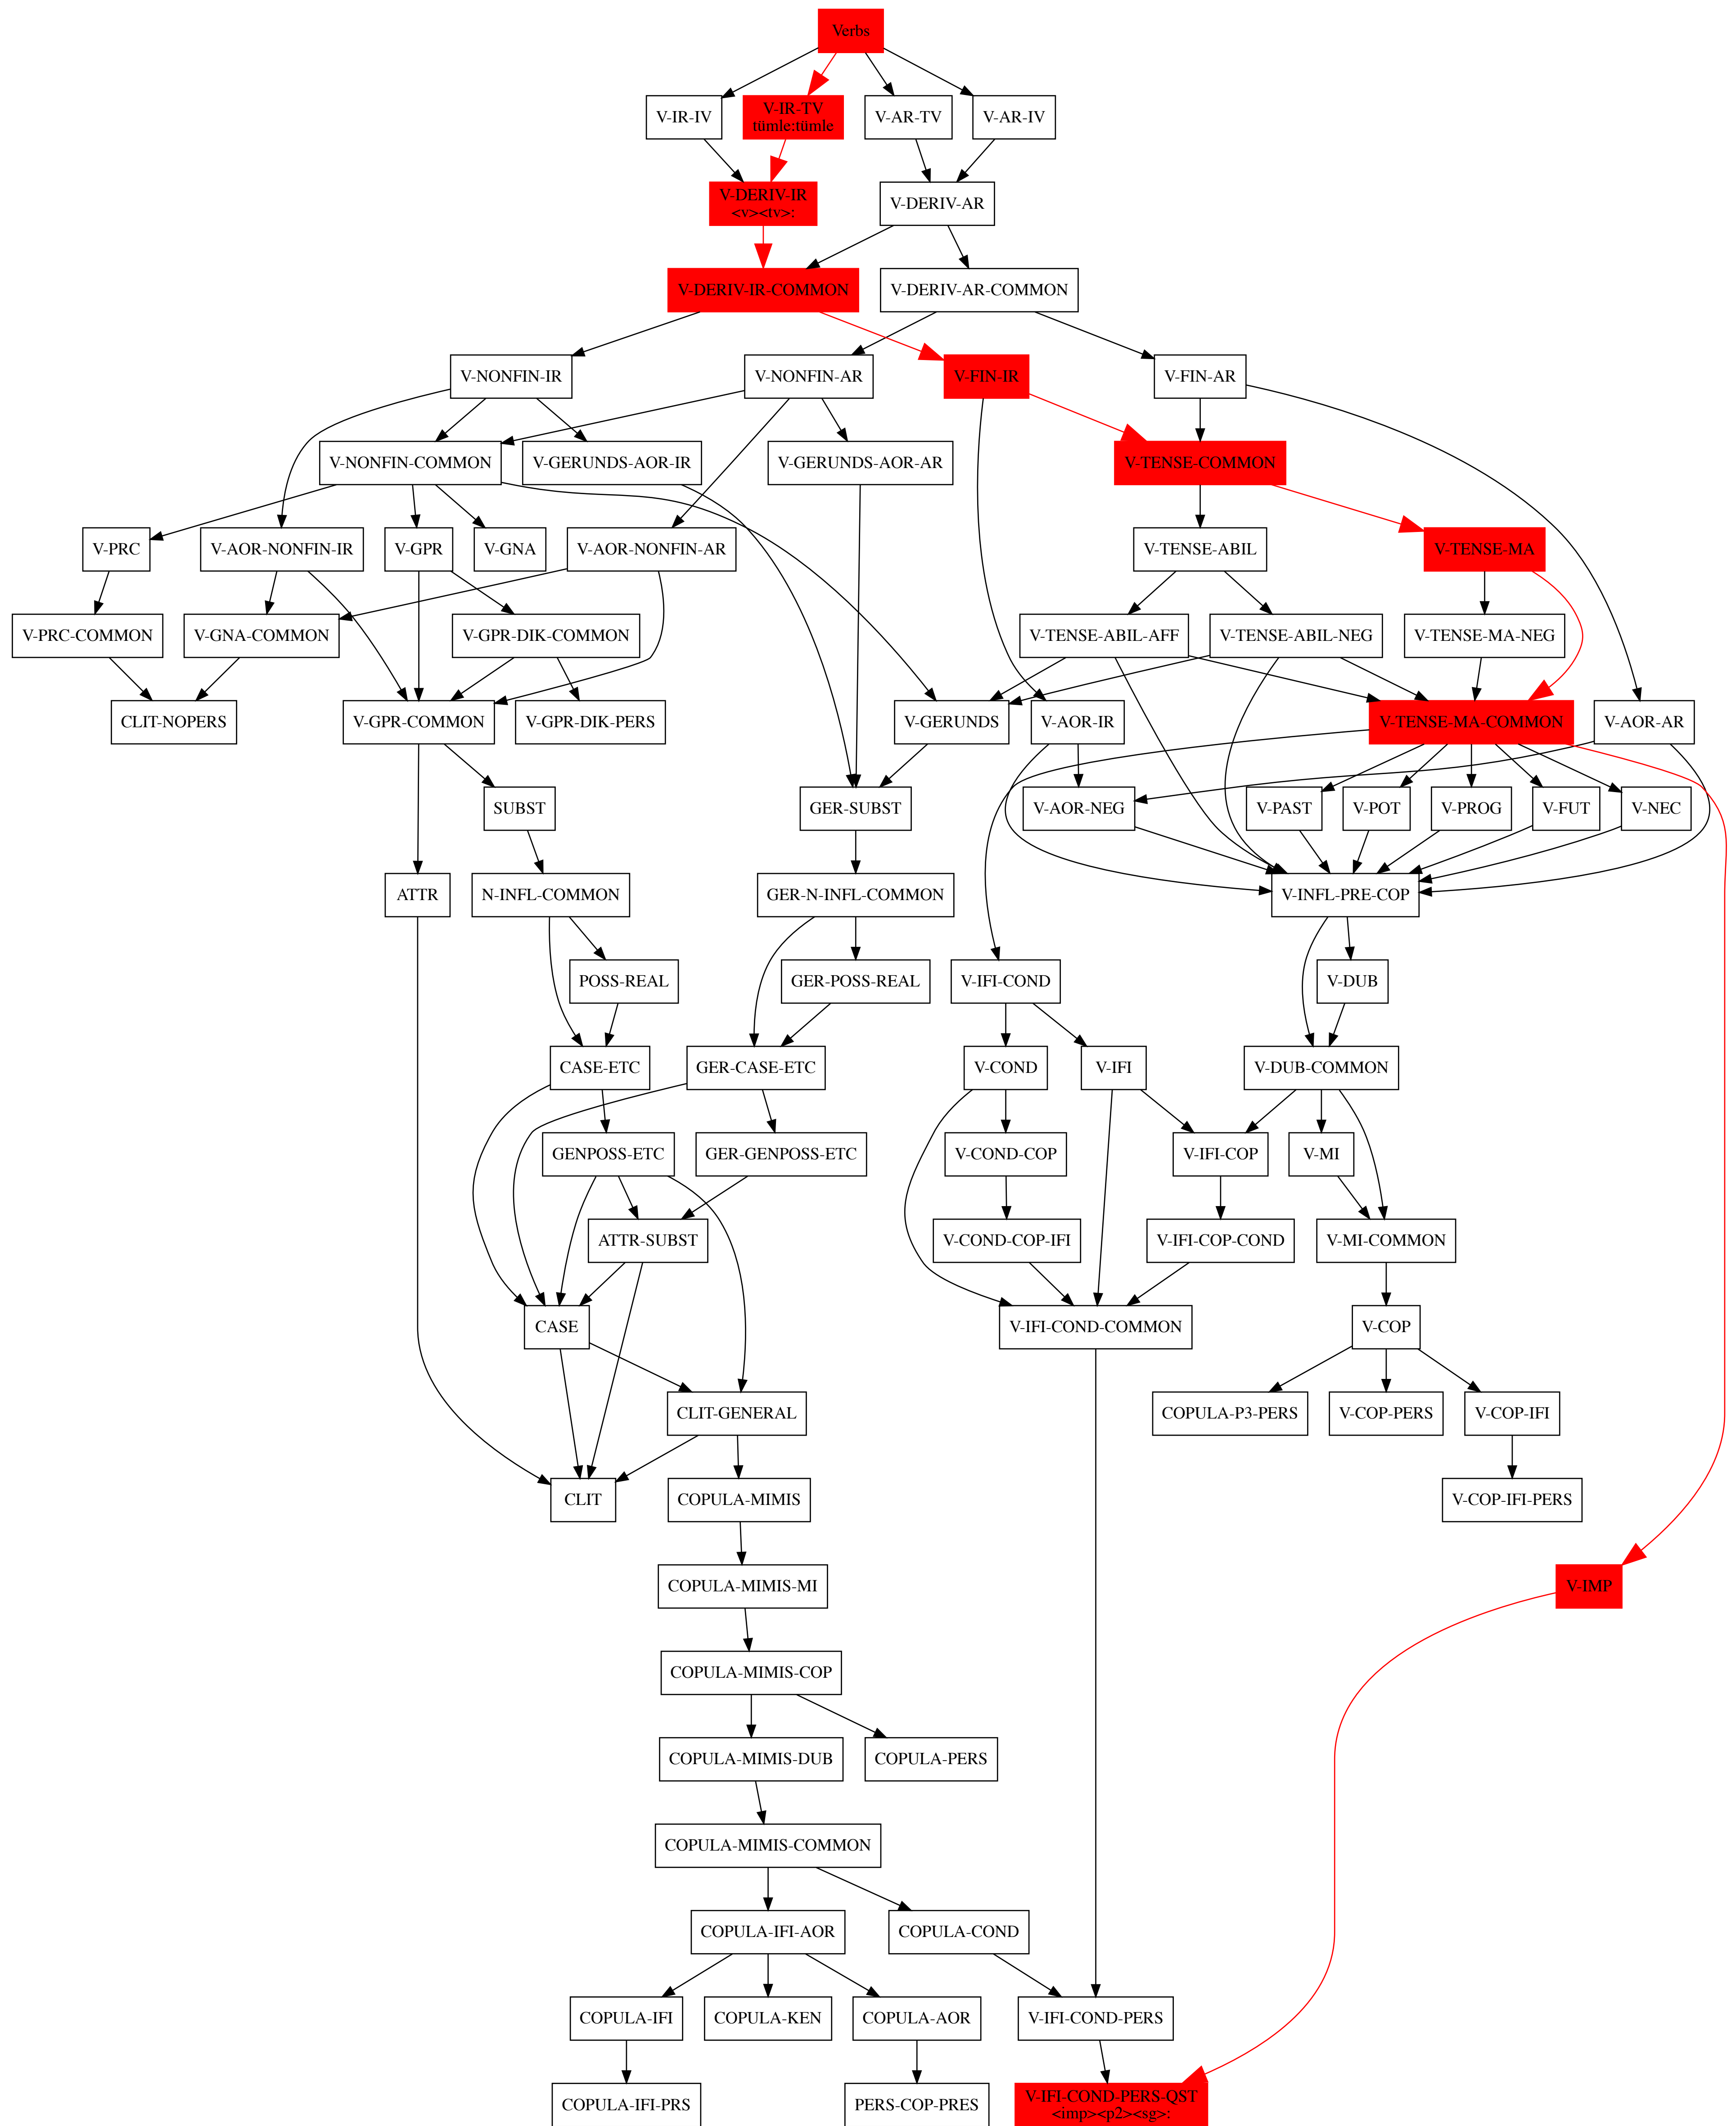 Verbs
V-IR-IV
V-IR-TV
tümle:tümle
V-AR-TV
V-AR-IV
V-DERIV-IR
<v><tv>:
V-DERIV-AR
V-DERIV-IR-COMMON
V-DERIV-AR-COMMON
V-NONFIN-IR
V-NONFIN-AR
V-FIN-IR
V-FIN-AR
V-NONFIN-COMMON
V-GERUNDS-AOR-IR
V-GERUNDS-AOR-AR
V-TENSE-COMMON
V-PRC
V-AOR-NONFIN-IR
V-GPR
V-GNA
V-AOR-NONFIN-AR
V-TENSE-ABIL
V-TENSE-MA
V-PRC-COMMON
V-GNA-COMMON
V-GPR-DIK-COMMON
V-TENSE-ABIL-AFF
V-TENSE-ABIL-NEG
V-TENSE-MA-NEG
CLIT-NOPERS
V-GPR-COMMON
V-GPR-DIK-PERS
V-GERUNDS
V-AOR-IR
V-TENSE-MA-COMMON
V-AOR-AR
SUBST
GER-SUBST
V-AOR-NEG
V-PAST
V-POT
V-PROG
V-FUT
V-NEC
ATTR
N-INFL-COMMON
GER-N-INFL-COMMON
V-INFL-PRE-COP
POSS-REAL
GER-POSS-REAL
V-IFI-COND
V-DUB
CASE-ETC
GER-CASE-ETC
V-COND
V-IFI
V-DUB-COMMON
GENPOSS-ETC
GER-GENPOSS-ETC
V-COND-COP
V-IFI-COP
V-MI
ATTR-SUBST
V-COND-COP-IFI
V-IFI-COP-COND
V-MI-COMMON
CASE
V-IFI-COND-COMMON
V-COP
CLIT-GENERAL
COPULA-P3-PERS
V-COP-PERS
V-COP-IFI
CLIT
COPULA-MIMIS
V-COP-IFI-PERS
COPULA-MIMIS-MI
V-IMP
COPULA-MIMIS-COP
COPULA-MIMIS-DUB
COPULA-PERS
COPULA-MIMIS-COMMON
COPULA-IFI-AOR
COPULA-COND
COPULA-IFI
COPULA-KEN
COPULA-AOR
V-IFI-COND-PERS
COPULA-IFI-PRS
PERS-COP-PRES
V-IFI-COND-PERS-QST
<imp><p2><sg>: